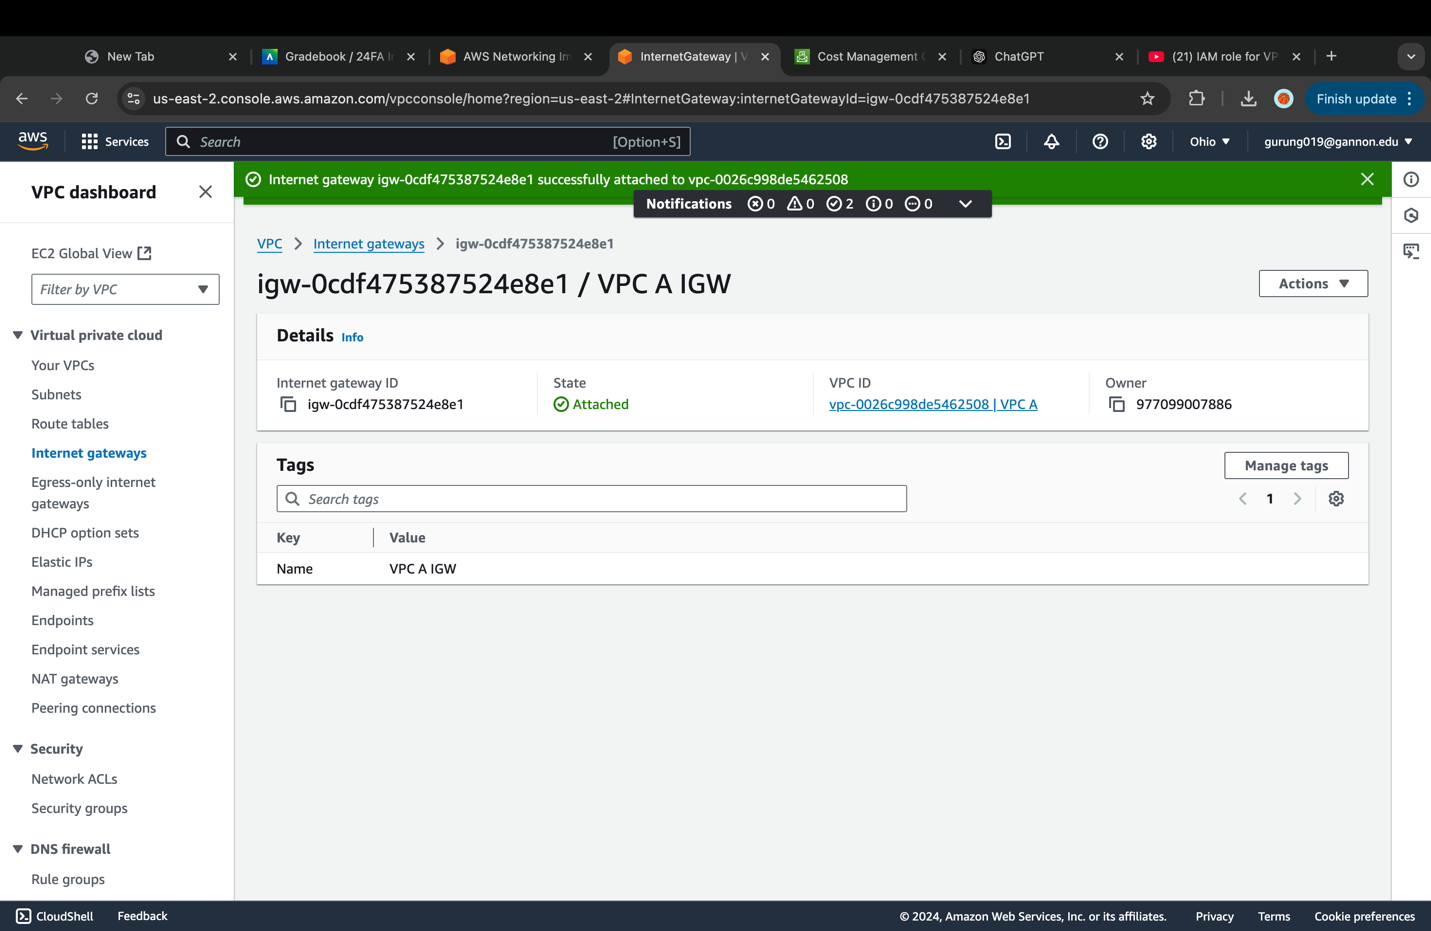 New Tab
Gradebook / 24FA I
AWS Networking Im
InternetGateway | V
Cost Management C
ChatGPT
(21) IAM role for VP
us-east-2.console.aws.amazon.com/vpcconsole/home?region=us-east-2#InternetGateway:internetGatewayId=igw-0cdf475387524e8e1
Finish update
aws
Services
Search
[Option+S]
Ohio
gurung019@gannon.edu
VPC dashboard
Internet gateway igw-0cdf475387524e8e1 successfully attached to vpc-0026c998de5462508
Notifications 0 0 2 0 0
EC2 Global View
Filter by VPC
Virtual private cloud
Your VPCs
Subnets
Route tables
Internet gateways
Egress-only internet
gateways
DHCP option sets
Elastic IPs
Managed prefix lists
Endpoints
Endpoint services
NAT gateways
Peering connections
Security
Network ACLs
Security groups
DNS firewall
Rule groups
VPC > Internet gateways > igw-0cdf475387524e8e1
igw-0cdf475387524e8e1 / VPC A IGW
Actions
Details Info
Internet gateway ID
igw-0cdf475387524e8e1
State
Attached
VPC ID
vpc-0026c998de5462508 | VPC A
Owner
977099007886
Tags
Manage tags
Search tags
1
Key Value
Name VPC A IGW
CloudShell
Feedback
© 2024, Amazon Web Services, Inc. or its affiliates.
Privacy
Terms
Cookie preferences